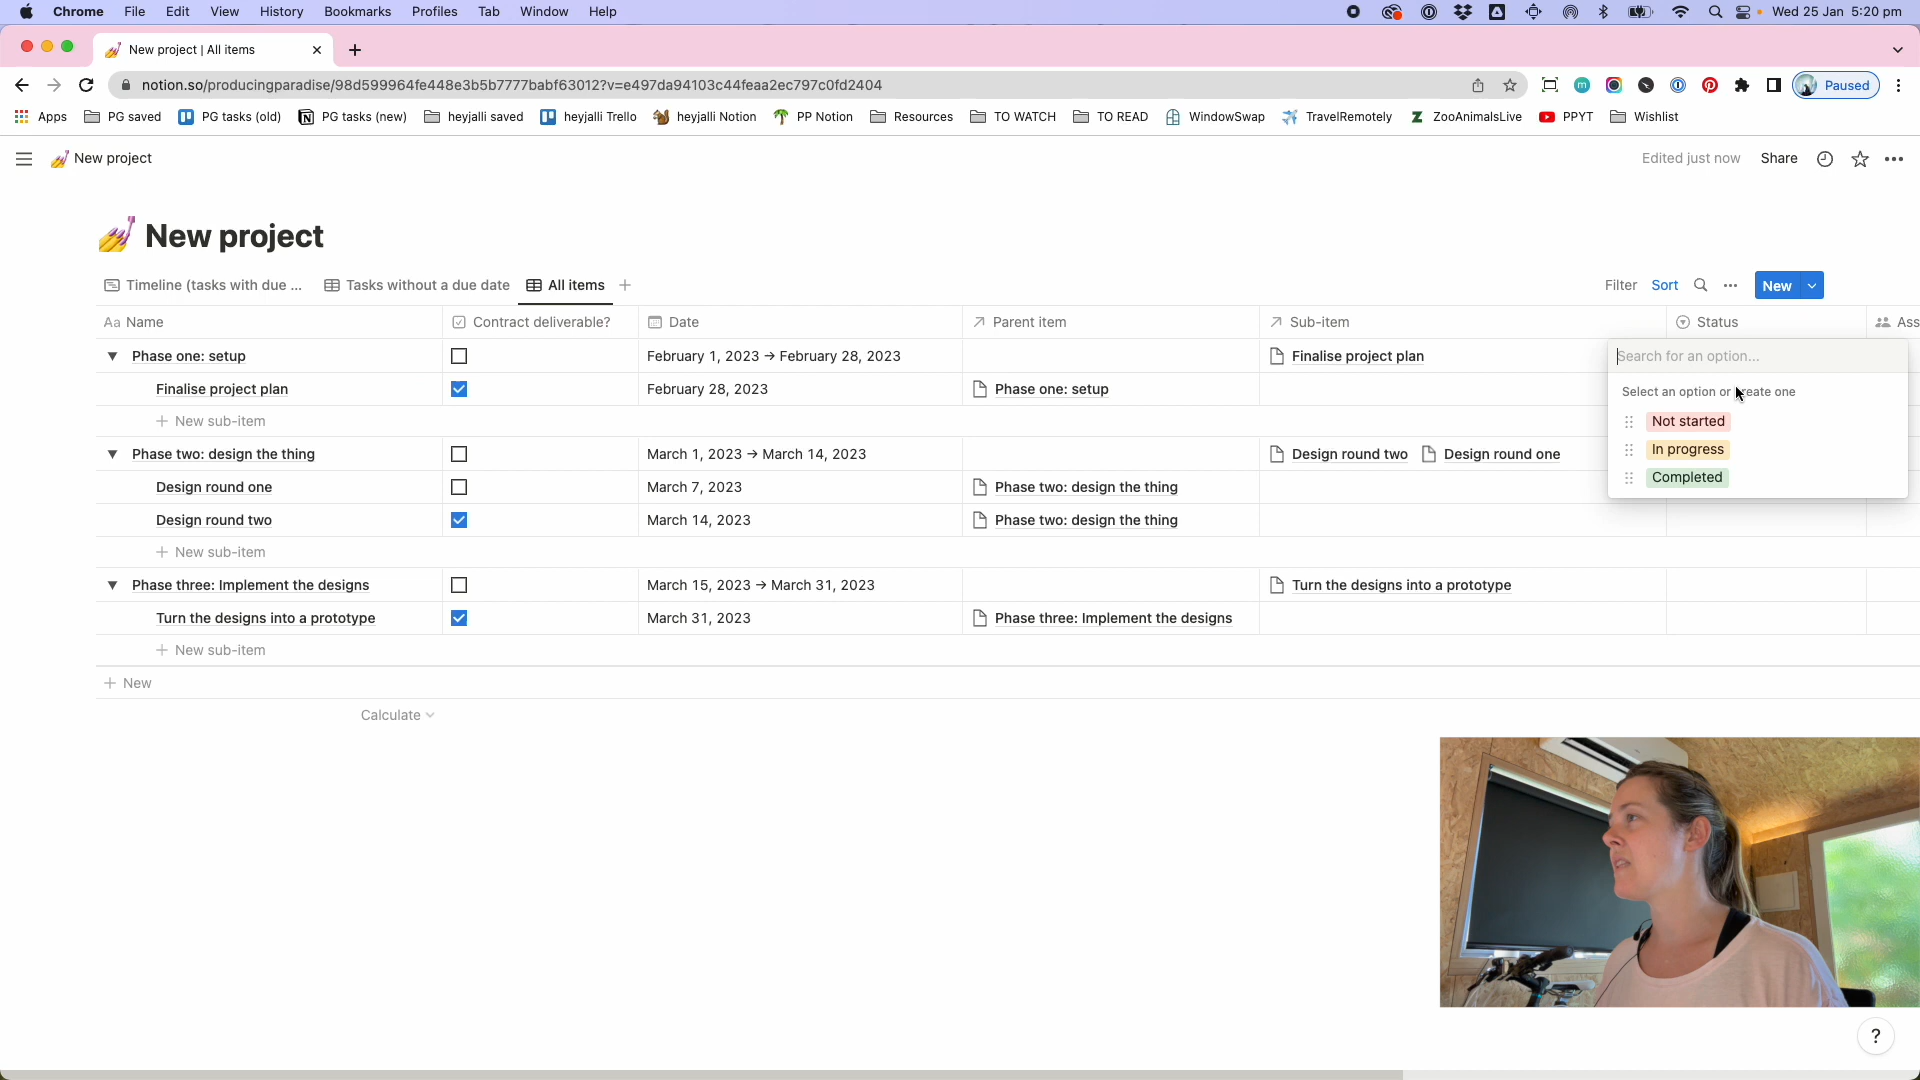 Chrome File Edit View History Bookmarks Profiles Tab Window Help Wed 25 Jan 5:20 pm
New project | All items
notion.so/producingparadise/98d599964fe448e3b5b7777babf63012?v=e497da94103c44feaa2ec797c0fd2404 Paused
Apps PG saved PG tasks (old) PG tasks (new) heyjalli saved heyjalli Trello heyjalli Notion PP Notion Resources TO WATCH TO READ WindowSwap TravelRemotely ZooAnimalsLive PPYT Wishlist
New project Edited just now Share
New project
Timeline (tasks with due ... Tasks without a due date All items Filter Sort New
Aa Name Contract deliverable? Date Parent item Sub-item Status Ass
Phase one: setup February 1, 2023 → February 28, 2023 Finalise project plan Search for an option...
Finalise project plan February 28, 2023 Phase one: setup Select an option or create one
New sub-item Not started
Phase two: design the thing March 1, 2023 → March 14, 2023 Design round two Design round one In progress
Design round one March 7, 2023 Phase two: design the thing Completed
Design round two March 14, 2023 Phase two: design the thing
New sub-item
Phase three: Implement the designs March 15, 2023 → March 31, 2023 Turn the designs into a prototype
Turn the designs into a prototype March 31, 2023 Phase three: Implement the designs
New sub-item
New
Calculate
?